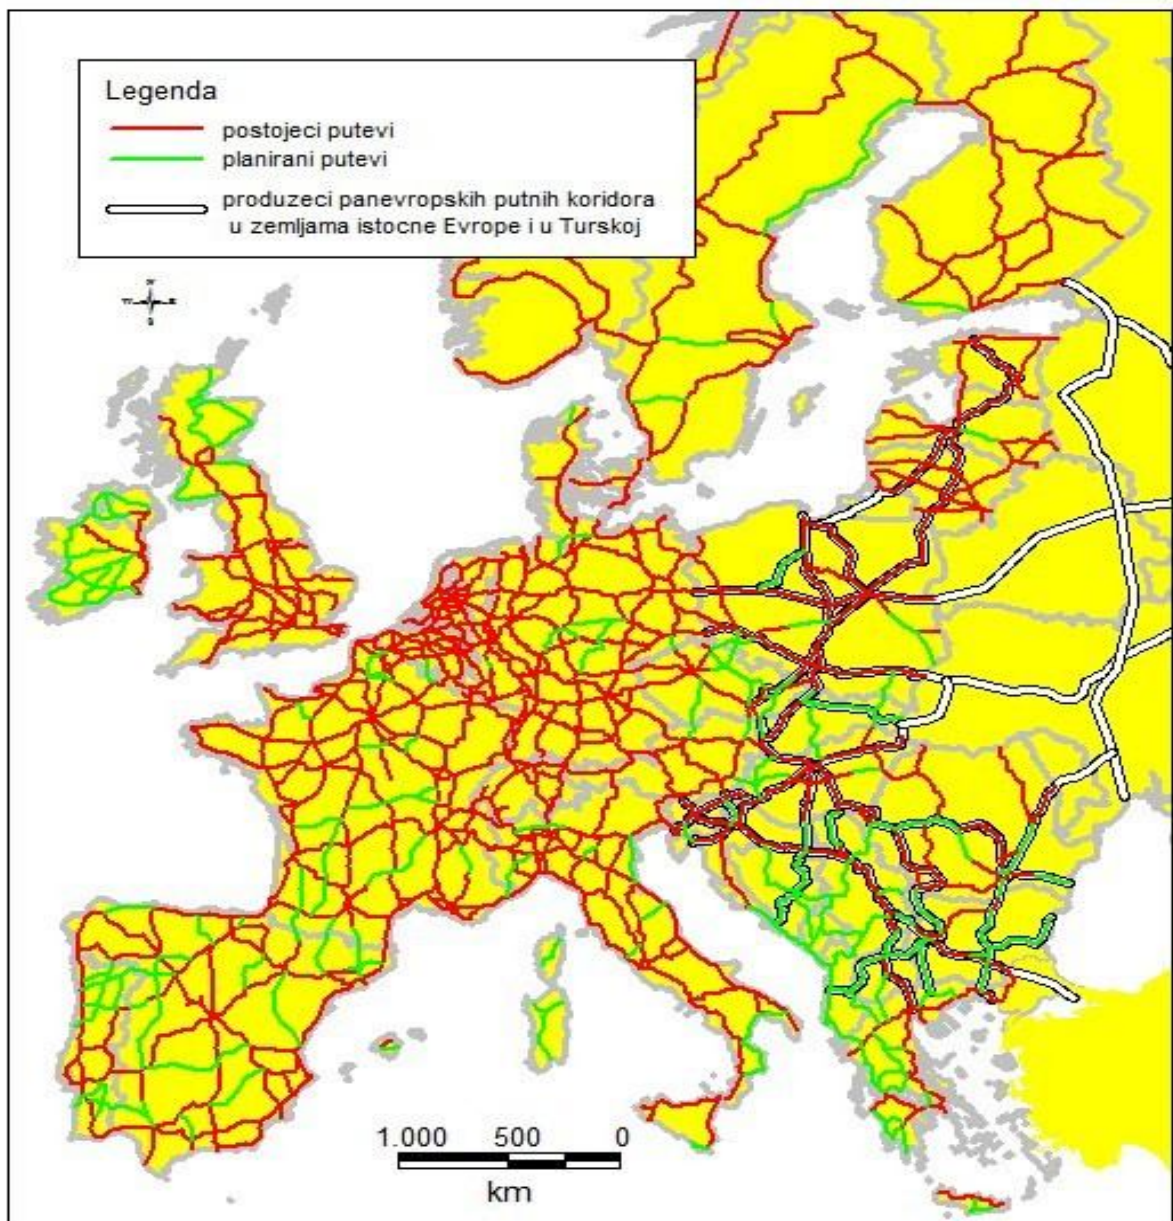 Legenda
postojeci putevi
planirani putevi
produzeci panevropskih putnih koridora
u zemljama istocne Evrope i u Turskoj
1.000 500 0
km